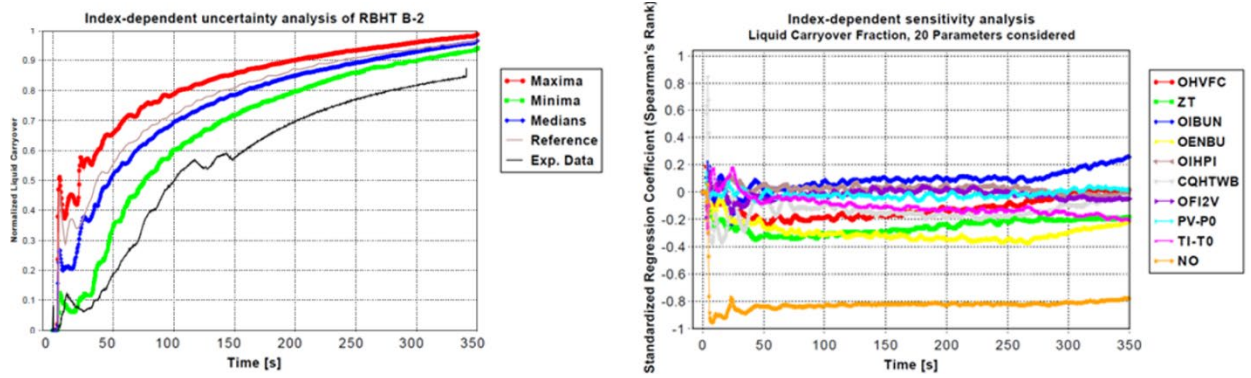 Index-dependent uncertainty analysis of RBHT B-2
Normalized Liquid Carryover
1
0.9
0.8
0.7
0.6
0.5
0.4
0.3
0.2
0.1
0
0
50
100
150
200
250
300
350
Time [s]
Maxima
Minima
Medians
Reference
Exp. Data
Index-dependent sensitivity analysis
Liquid Carryover Fraction, 20 Parameters considered
Standardized Regression Coefficient (Spearman's Rank)
1
0.8
0.6
0.4
0.2
0
-0.2
-0.4
-0.6
-0.8
-1
0
50
100
150
200
250
300
350
Time [s]
OHVFC
ZT
OIBUN
OENBU
OIHPI
CQHTWB
OFI2V
PV-P0
TI-T0
NO